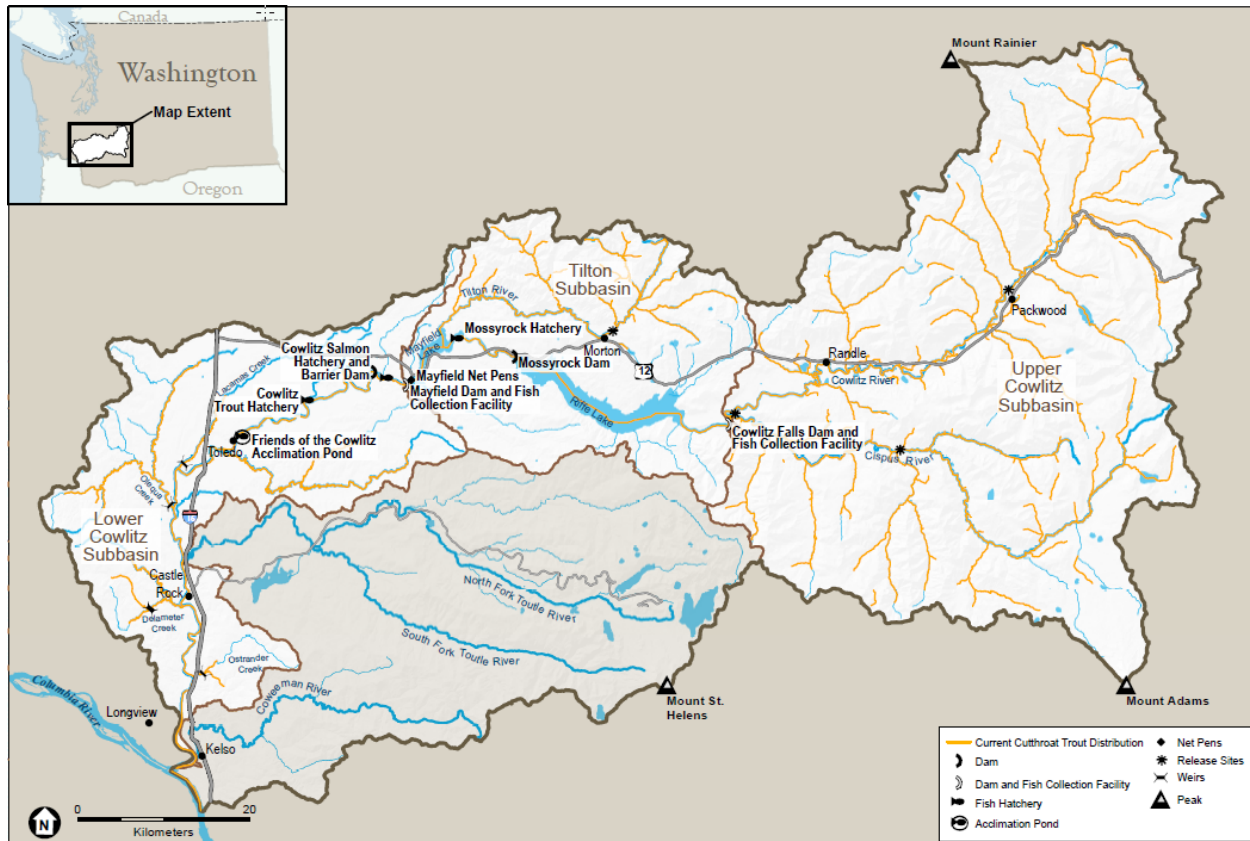 Canada
Washington
Map Extent
Oregon
Mount Rainier
Tilton
Subbasin
Tilton River
Packwood
Mossyrock Hatchery
Mayfield
Lake
Morton
Mossyrock Dam
12
Randle
Cowlitz River
Upper
Cowlitz
Subbasin
Lacamas Creek
Cowlitz Salmon
Hatchery and
Barrier Dam
Mayfield Net Pens
Mayfield Dam and Fish
Collection Facility
Cowlitz
Trout Hatchery
Riffe Lake
Cowlitz Falls Dam and
Fish Collection Facility
Cispus River
Friends of the Cowlitz
Acclimation Pond
Toledo
Olequa
Creek
Lower
Cowlitz
Subbasin
Castle
Rock
North Fork Toutle River
Delameter
Creek
South Fork Toutle River
Ostrander
Creek
Coweeman River
Mount St.
Helens
Mount Adams
Columbia River
Longview
Kelso
Current Cutthroat Trout Distribution
Dam
Dam and Fish Collection Facility
Fish Hatchery
Acclimation Pond
Net Pens
Release Sites
Weirs
Peak
N
0 20
Kilometers